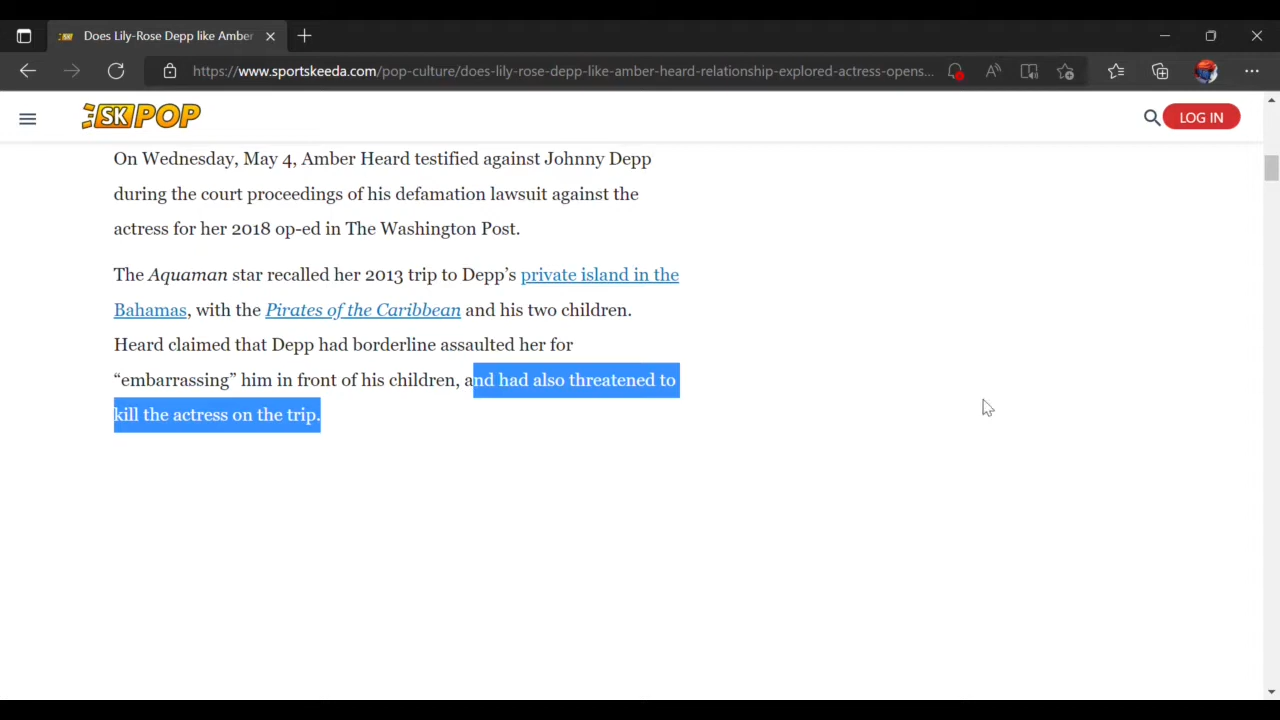 Does Lily-Rose Depp like Amber
https://www.sportskeeda.com/pop-culture/does-lily-rose-depp-like-amber-heard-relationship-explored-actress-opens...
SK POP
LOG IN
On Wednesday, May 4, Amber Heard testified against Johnny Depp
during the court proceedings of his defamation lawsuit against the
actress for her 2018 op-ed in The Washington Post.
The Aquaman star recalled her 2013 trip to Depp’s private island in the
Bahamas, with the Pirates of the Caribbean and his two children.
Heard claimed that Depp had borderline assaulted her for
“embarrassing” him in front of his children, and had also threatened to
kill the actress on the trip.